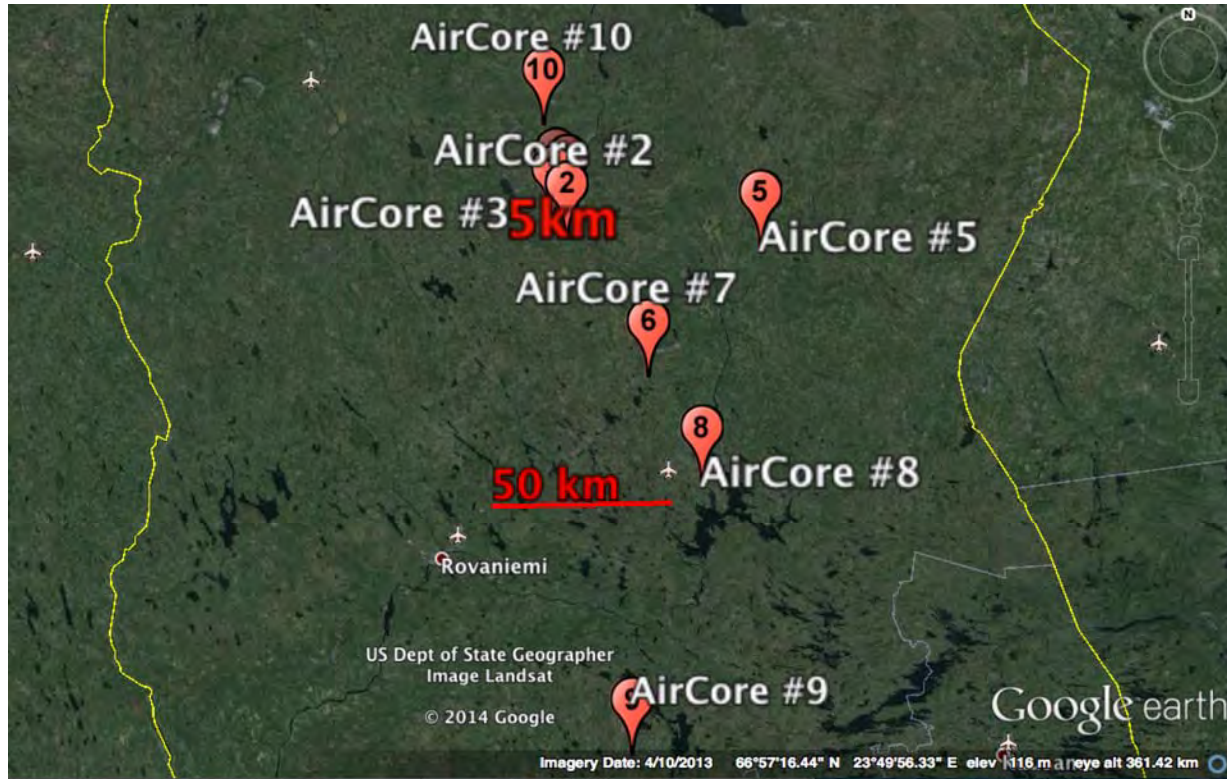 N
AirCore #10
10
AirCore #2
2
5
AirCore #3
5km
AirCore #5
AirCore #7
6
8
AirCore #8
50 km
Rovaniemi
US Dept of State Geographer
Image Landsat
© 2014 Google
AirCore #9
Google earth
Imagery Date: 4/10/2013 66°57'16.44" N 23°49'56.33" E elev 116 m eye alt 361.42 km